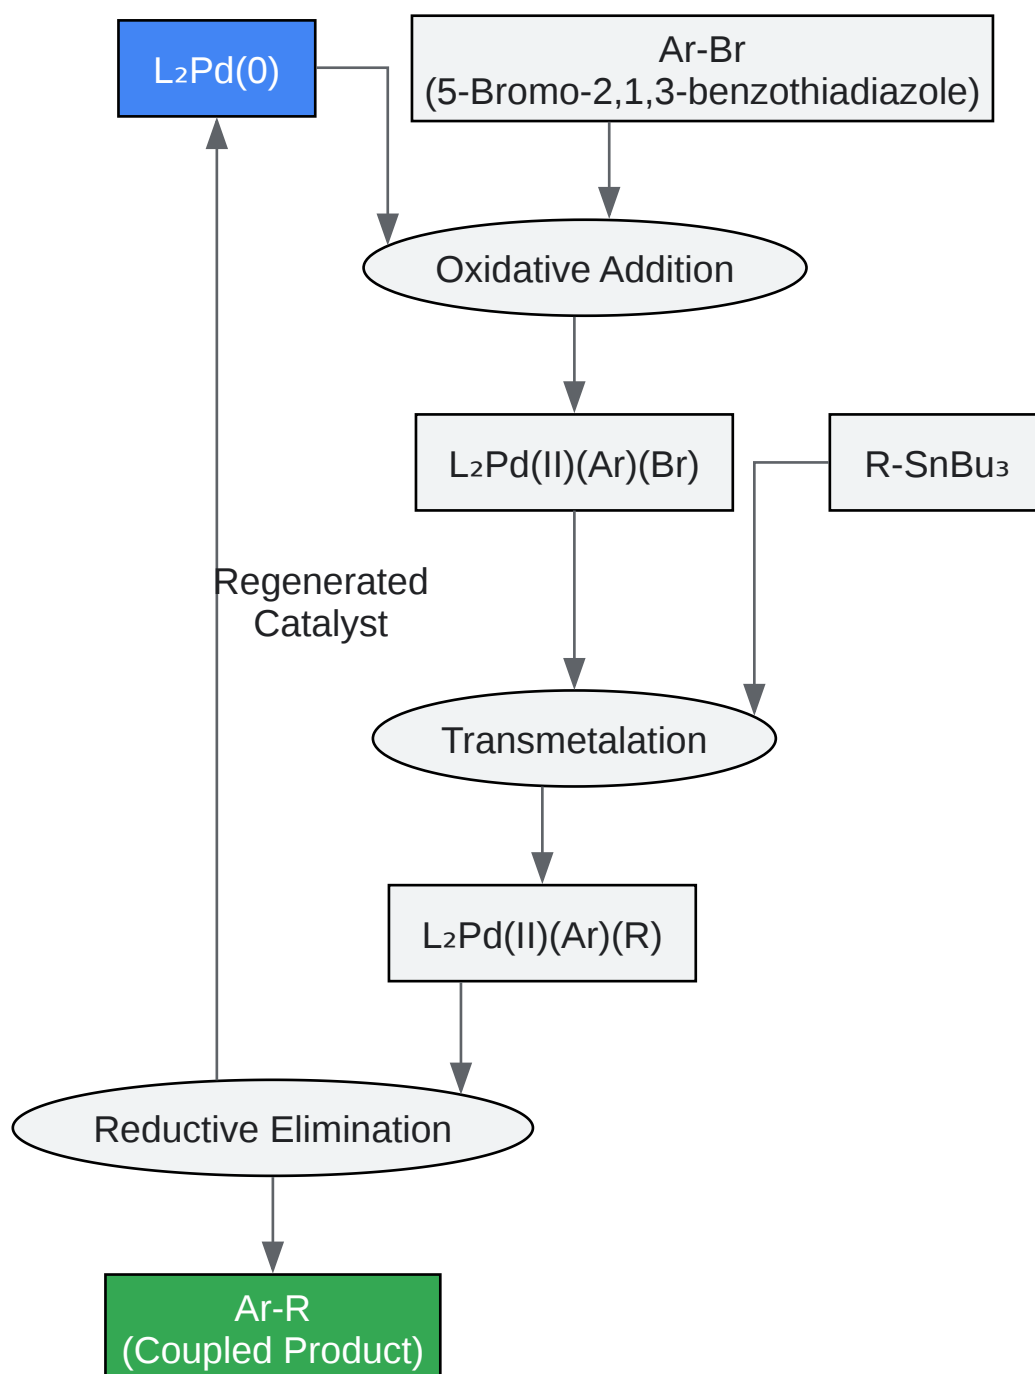 L₂Pd(0)
Ar-Br
(5-Bromo-2,1,3-benzothiadiazole)
Oxidative Addition
L₂Pd(II)(Ar)(Br)
R-SnBu₃
Regenerated
Catalyst
Transmetalation
L₂Pd(II)(Ar)(R)
Reductive Elimination
Ar-R
(Coupled Product)